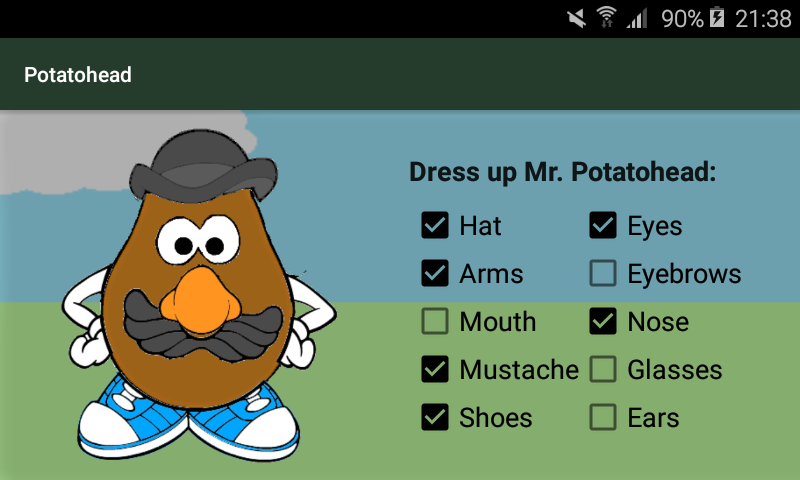 90% 21:38
Potatohead
Dress up Mr. Potatohead:
Hat Eyes
Arms Eyebrows
Mouth Nose
Mustache Glasses
Shoes Ears